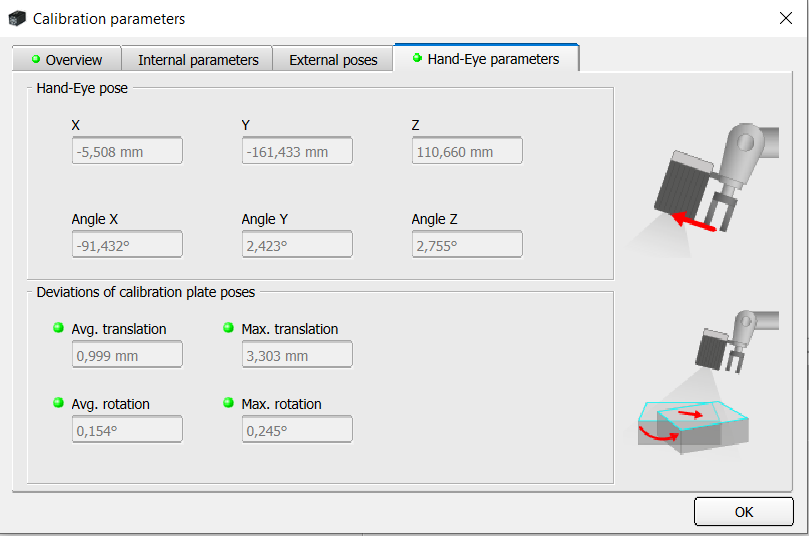 Calibration parameters
Overview
Internal parameters
External poses
Hand-Eye parameters
Hand-Eye pose
X
Y
Z
-5,508 mm
-161,433 mm
110,660 mm
Angle X
Angle Y
Angle Z
-91,432°
2,423°
2,755°
Deviations of calibration plate poses
Avg. translation
Max. translation
0,999 mm
3,303 mm
Avg. rotation
Max. rotation
0,154°
0,245°
OK